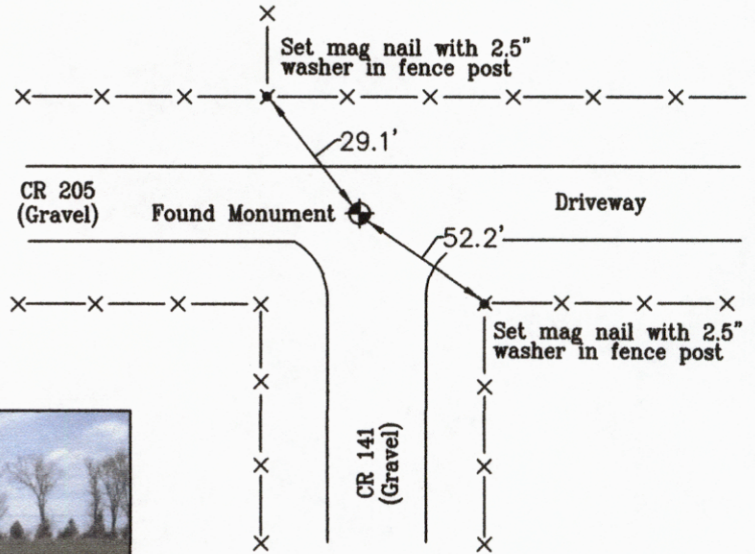 Set mag nail with 2.5"
washer in fence post
29.1'
CR 205
(Gravel)
Found Monument
Driveway
52.2'
Set mag nail with 2.5"
washer in fence post
CR 141
(Gravel)